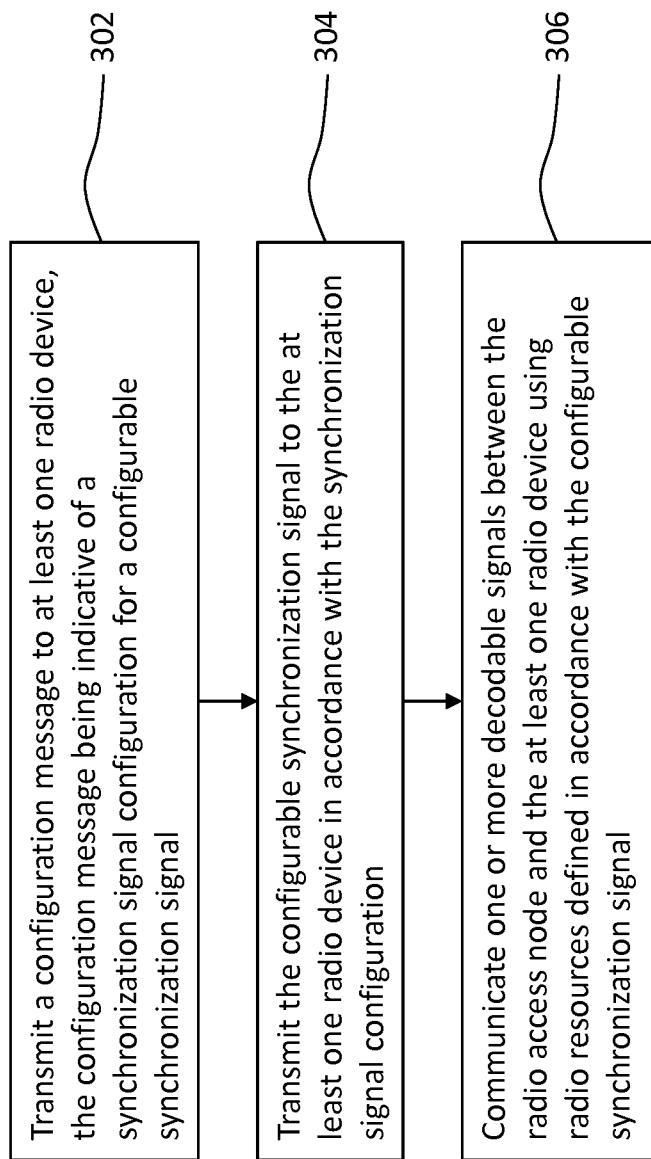 Transmit a configuration message to at least one radio device,
the configuration message being indicative of a
synchronization signal configuration for a configurable
synchronization signal
302
Transmit the configurable synchronization signal to the at
least one radio device in accordance with the synchronization
signal configuration
304
Communicate one or more decodable signals between the
radio access node and the at least one radio device using
radio resources defined in accordance with the configurable
synchronization signal
306